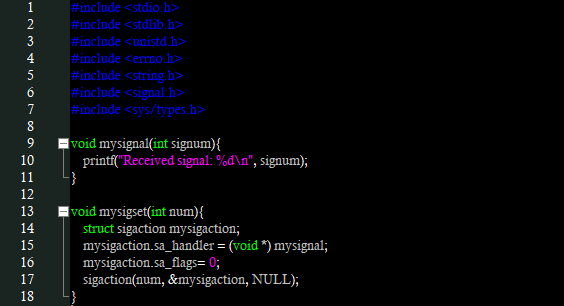 1 #include <stdio.h>
2 #include <stdlib.h>
3 #include <unistd.h>
4 #include <errno.h>
5 #include <string.h>
6 #include <signal.h>
7 #include <sys/types.h>
8
9 void mysignal(int signum){
10 printf("Received signal: %d\n", signum);
11 }
12
13 void mysigset(int num){
14 struct sigaction mysigaction;
15 mysigaction.sa_handler = (void *) mysignal;
16 mysigaction.sa_flags= 0;
17 sigaction(num, &mysigaction, NULL);
18 }